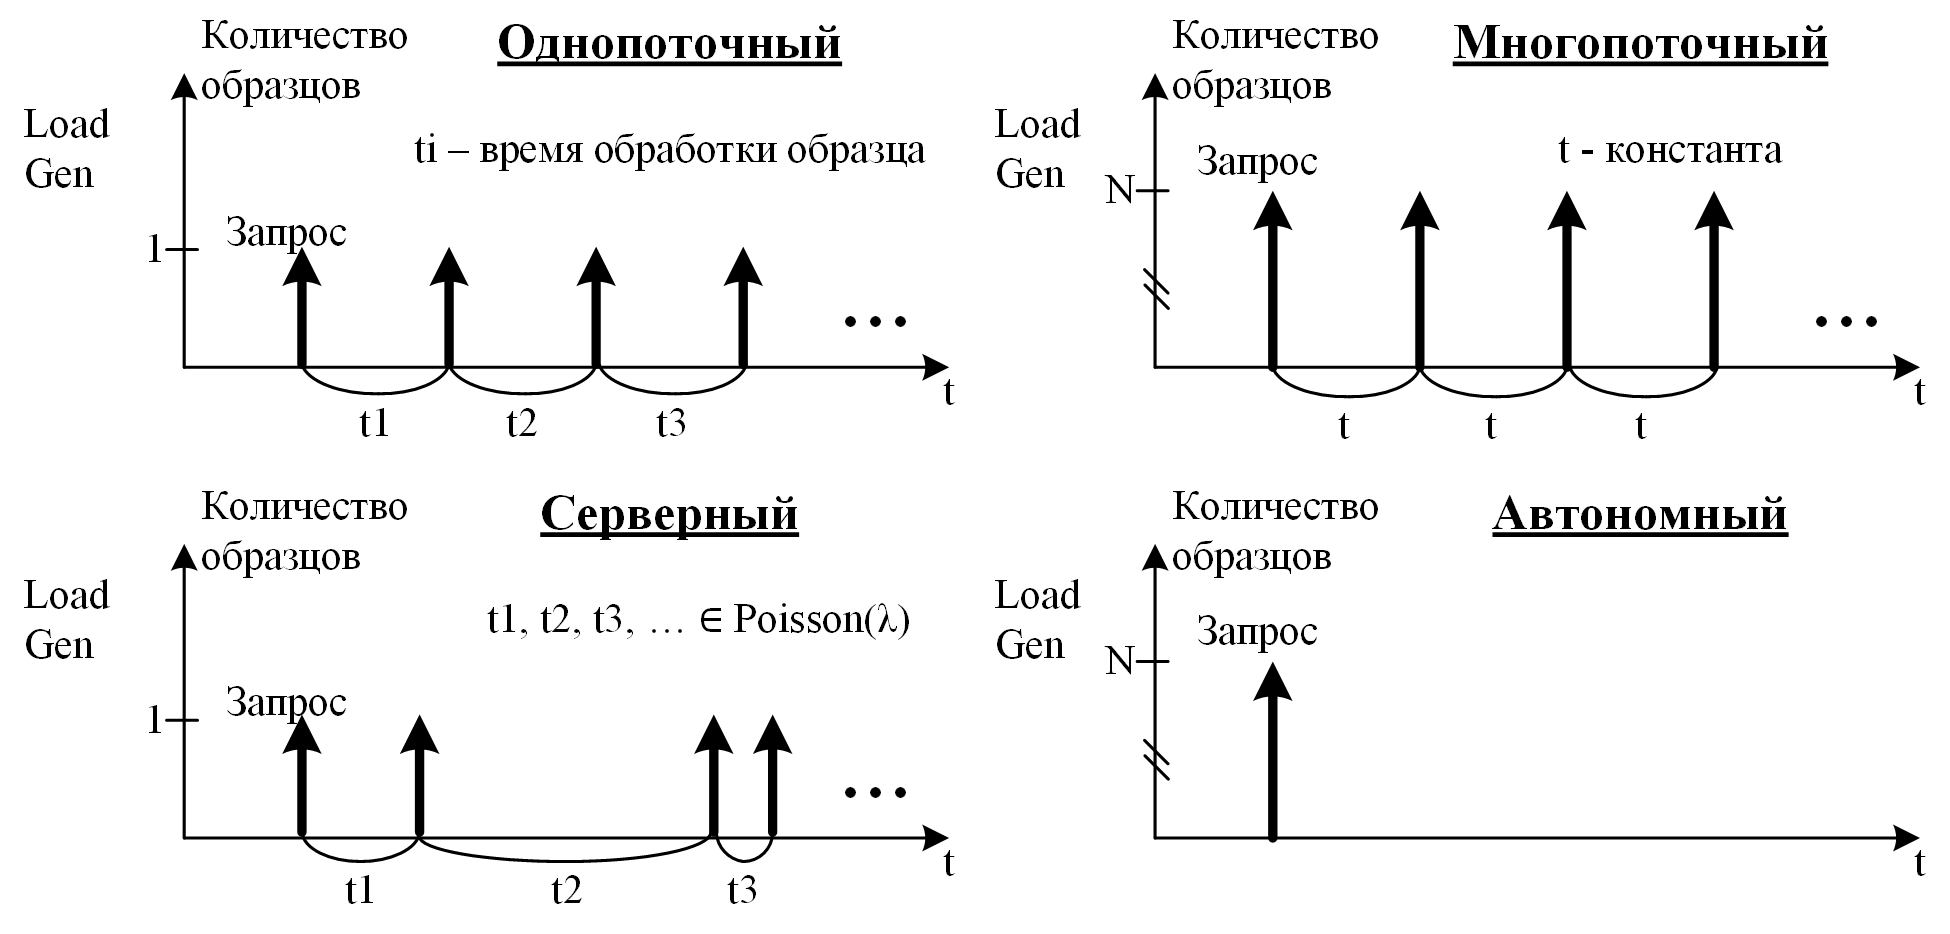 Количество
образцов
Однопоточный
Load
Gen
ti – время обработки образца
Запрос
1
t1
t2
t3
t
Количество
образцов
Многопоточный
Load
Gen
t - константа
Запрос
N
t
t
t
t
Количество
образцов
Серверный
Load
Gen
t1, t2, t3, … ∈ Poisson(λ)
Запрос
1
t1
t2
t3
t
Количество
образцов
Автономный
Load
Gen
Запрос
N
t